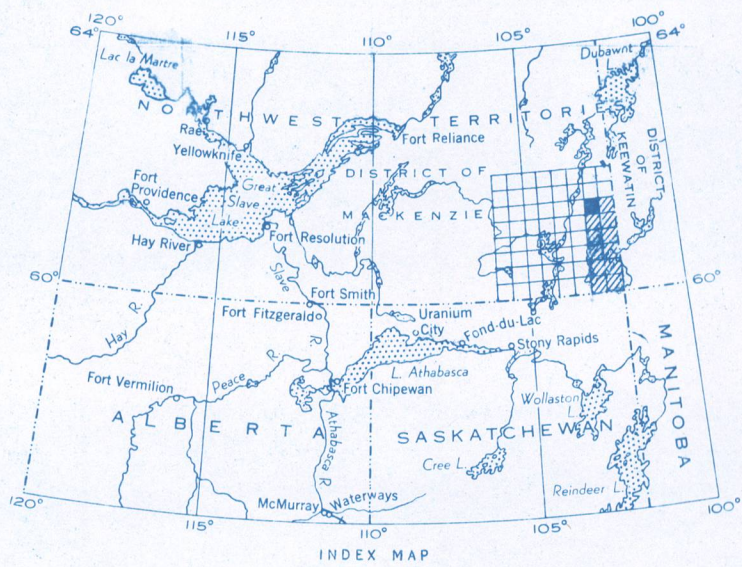 120°
115°
110°
105°
100°
64°
64°
Lac la Martre
Dubawnt
L.
NORTHWEST TERRITORI
Rae
Fort Reliance
Yellowknife
DISTRICT OF
MACKENZIE
DISTRICT
OF
KEEWATIN
Fort
Providence
Great
Slave
Lake
Hay River
Fort Resolution
Slave
R.
60°
60°
Fort Smith
Hay R.
Fort Fitzgerald
Uranium
City
Fond-du-Lac
Stony Rapids
L. Athabasca
Fort Vermilion
Peace R.
Fort Chipewan
MANITOBA
Wollaston
L.
ALBERTA
Athabasca R.
SASKATCHEWAN
Cree L.
Reindeer L.
McMurray
Waterways
120°
115°
110°
105°
100°
INDEX MAP